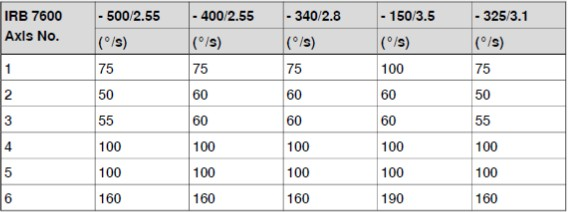 IRB 7600 Axis No. - 500/2.55 - 400/2.55 - 340/2.8 - 150/3.5 - 325/3.1
(°/s) (°/s) (°/s) (°/s) (°/s)
1 75 75 75 100 75
2 50 60 60 60 50
3 55 60 60 60 55
4 100 100 100 100 100
5 100 100 100 100 100
6 160 160 160 190 160